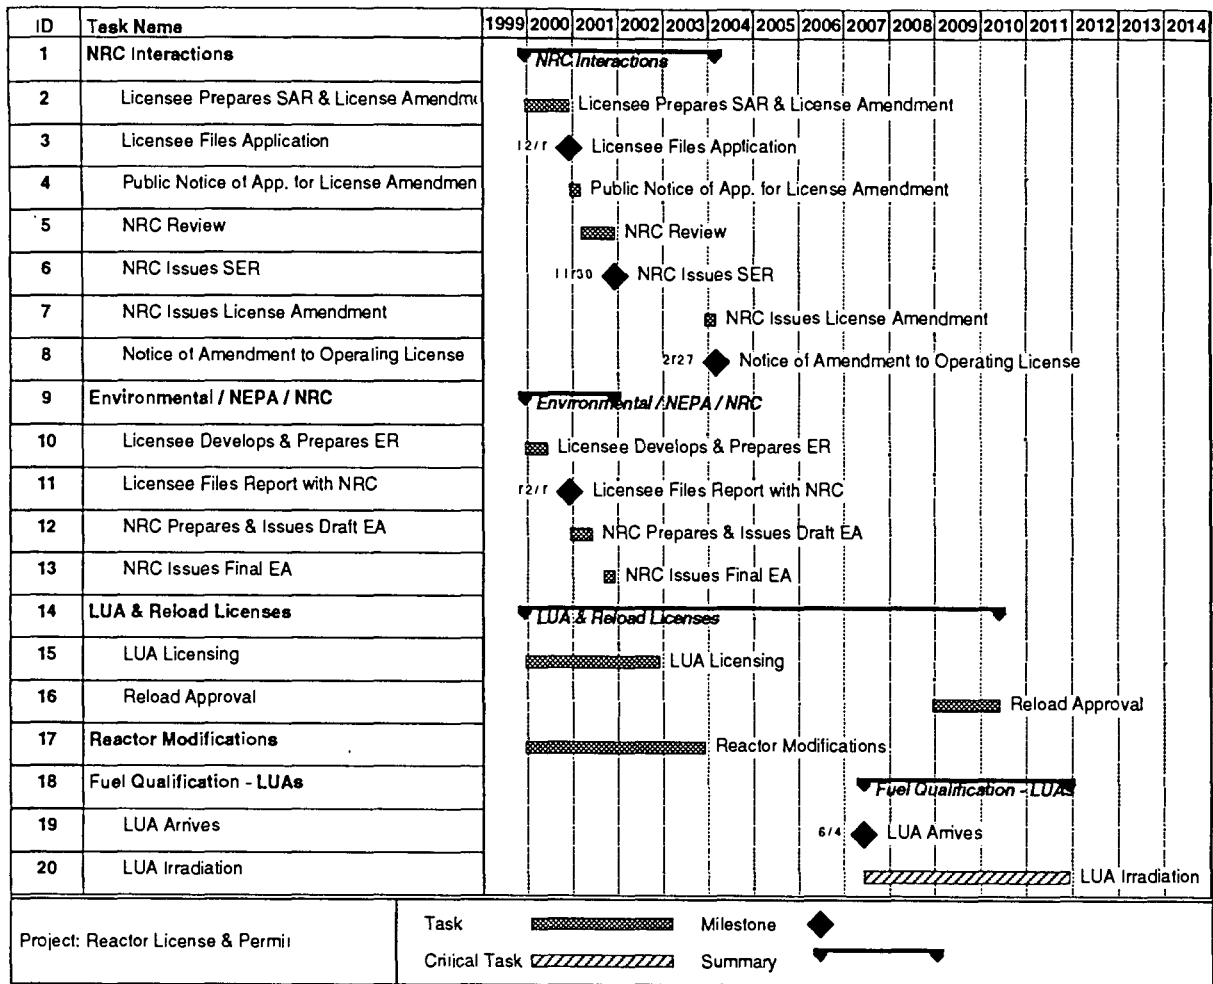 ID Task Name 1999 2000 2001 2002 2003 2004 2005 2006 2007 2008 2009 2010 2011 2012 2013 2014
1 NRC Interactions NRC Interactions
2 Licensee Prepares SAR & License Amendm Licensee Prepares SAR & License Amendment
3 Licensee Files Application 12/1 Licensee Files Application
4 Public Notice of App. for License Amendmen Public Notice of App. for License Amendment
5 NRC Review NRC Review
6 NRC Issues SER 11/30 NRC Issues SER
7 NRC Issues License Amendment NRC Issues License Amendment
8 Notice of Amendment to Operating License 2/27 Notice of Amendment to Operating License
9 Environmental / NEPA / NRC Environmental / NEPA / NRC
10 Licensee Develops & Prepares ER Licensee Develops & Prepares ER
11 Licensee Files Report with NRC 12/1 Licensee Files Report with NRC
12 NRC Prepares & Issues Draft EA NRC Prepares & Issues Draft EA
13 NRC Issues Final EA NRC Issues Final EA
14 LUA & Reload Licenses LUA & Reload Licenses
15 LUA Licensing LUA Licensing
16 Reload Approval Reload Approval
17 Reactor Modifications Reactor Modifications
18 Fuel Qualification - LUAs Fuel Qualification - LUAs
19 LUA Arrives 6/4 LUA Arrives
20 LUA Irradiation LUA Irradiation
Project: Reactor License & Permi
Task Milestone
Critical Task Summary